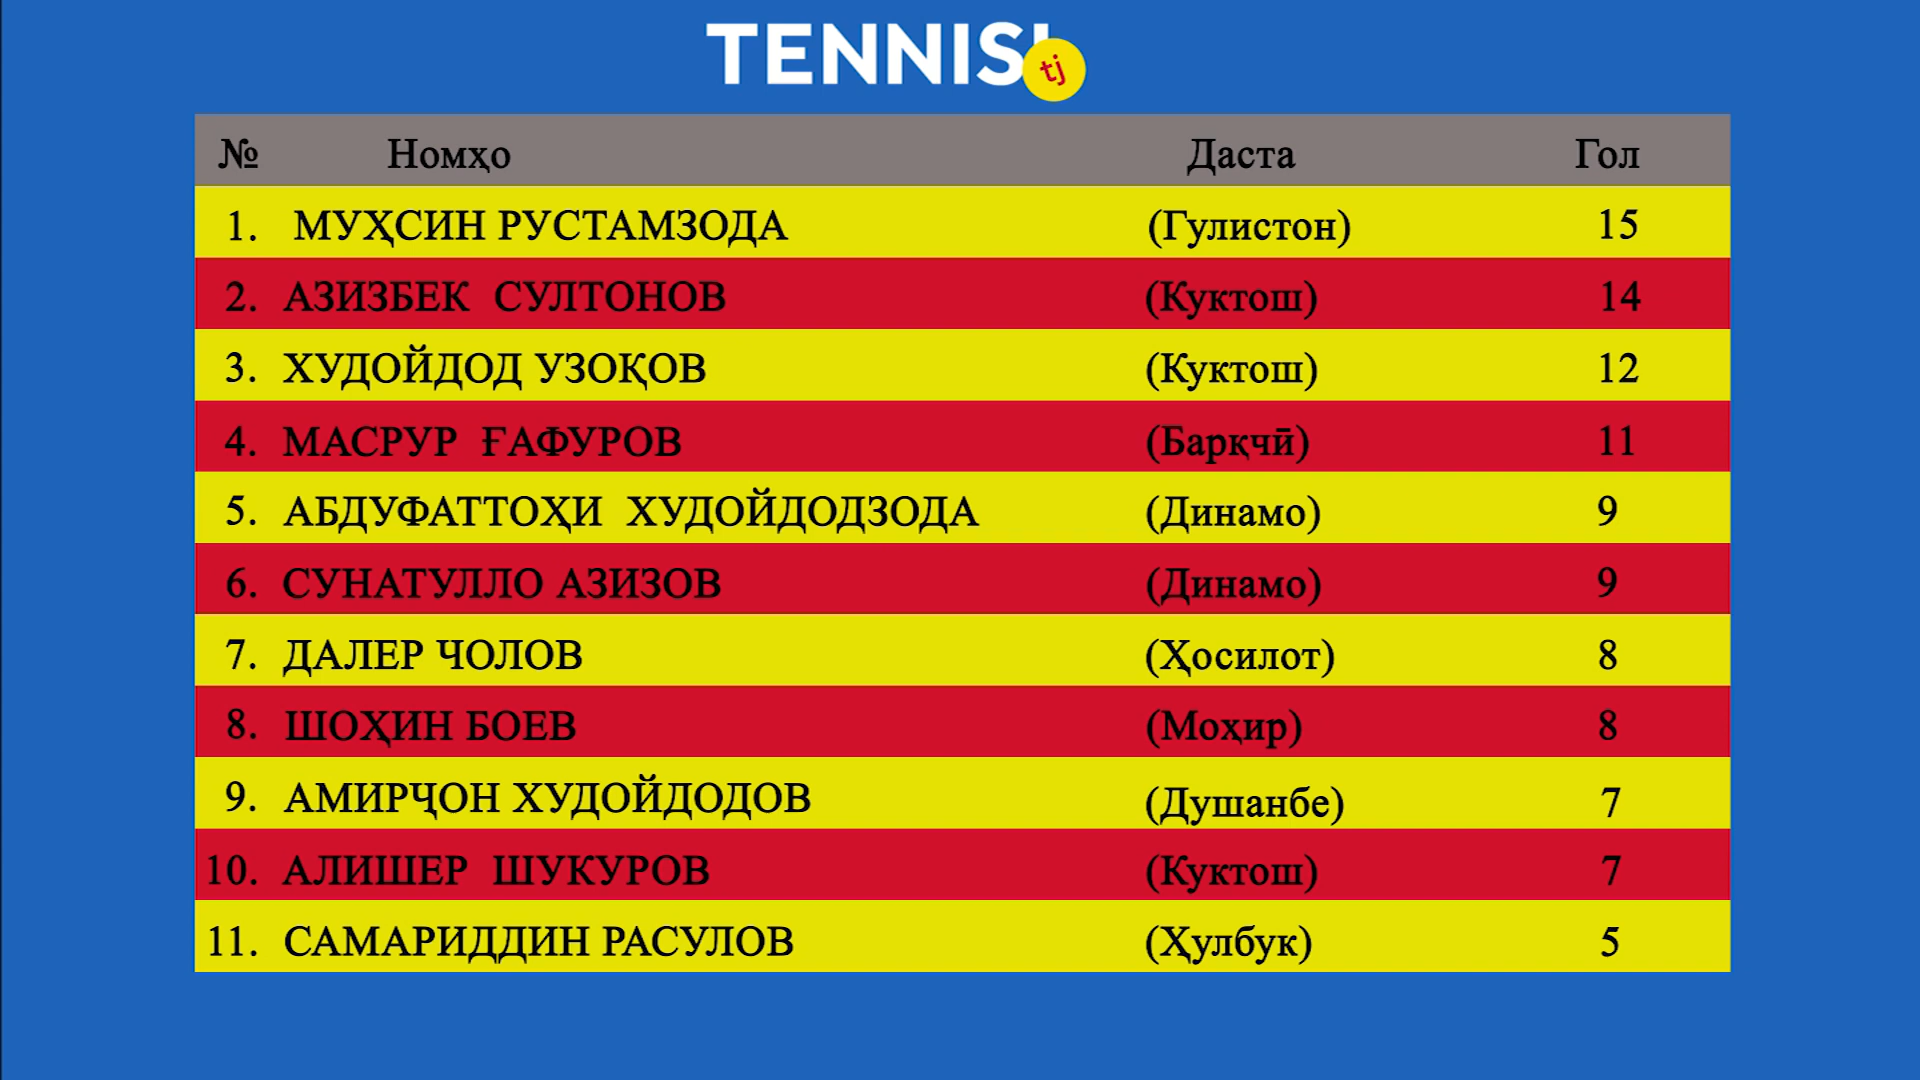 TENNISI tj
№ Номҳо Даста Гол
1. МУҲСИН РУСТАМЗОДА (Гулистон) 15
2. АЗИЗБЕК СУЛТОНОВ (Куктош) 14
3. ХУДОЙДОД УЗОҚОВ (Куктош) 12
4. МАСРУР ҒАФУРОВ (Барқчӣ) 11
5. АБДУФАТТОҲИ ХУДОЙДОДЗОДА (Динамо) 9
6. СУНАТУЛЛО АЗИЗОВ (Динамо) 9
7. ДАЛЕР ЧОЛОВ (Ҳосилот) 8
8. ШОҲИН БОЕВ (Моҳир) 8
9. АМИРҶОН ХУДОЙДОДОВ (Душанбе) 7
10. АЛИШЕР ШУКУРОВ (Куктош) 7
11. САМАРИДДИН РАСУЛОВ (Ҳулбук) 5